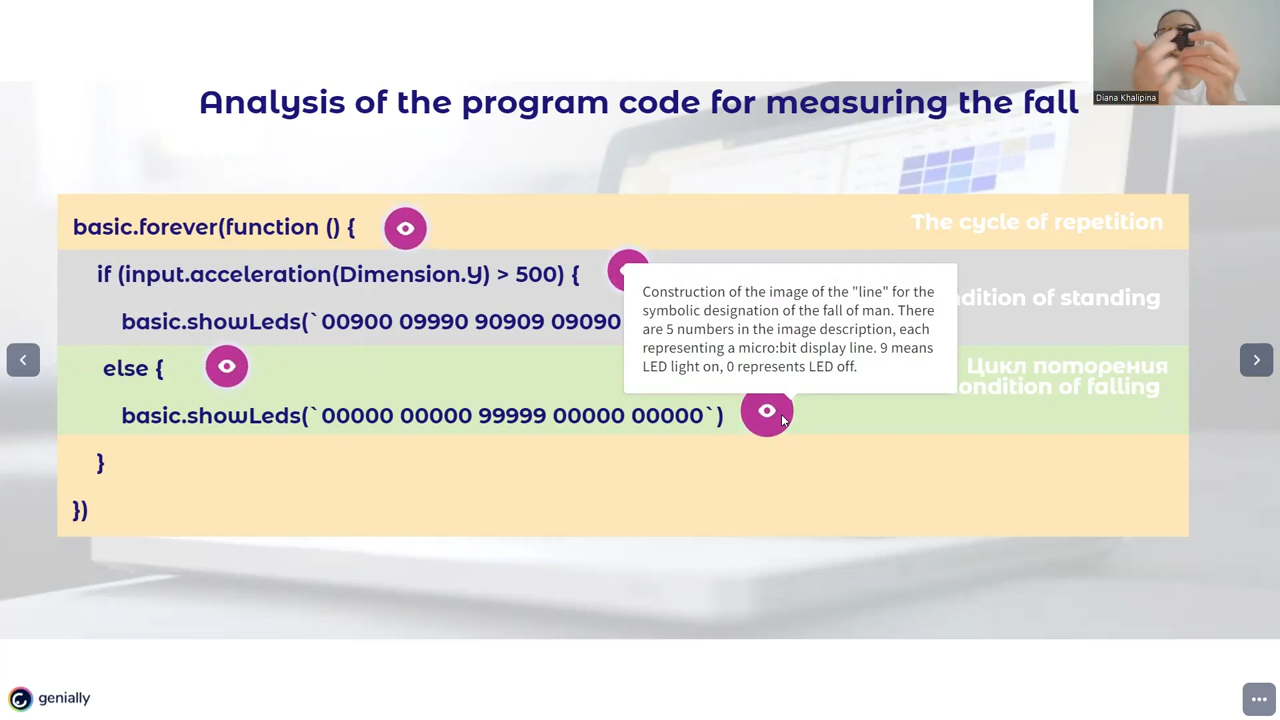 Diana Khalipina
Analysis of the program code for measuring the fall
basic.forever(function () {
The cycle of repetition
if (input.acceleration(Dimension.Y) > 500) {
basic.showLeds(`00900 09990 90909 09090
of standing
Construction of the image of the "line" for the
symbolic designation of the fall of man. There
are 5 numbers in the image description, each
representing a micro:bit display line. 9 means
LED light on, 0 represents LED off.
else {
Цикл поторения
of falling
basic.showLeds(`00000 00000 99999 00000 00000`)
}
})
genially